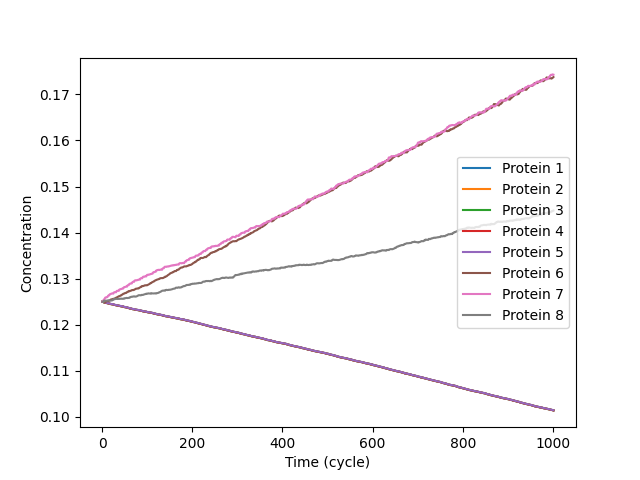 0.17
0.16
0.15
0.14
0.13
0.12
0.11
0.10
Concentration
Protein 1
Protein 2
Protein 3
Protein 4
Protein 5
Protein 6
Protein 7
Protein 8
0 200 400 600 800 1000
Time (cycle)